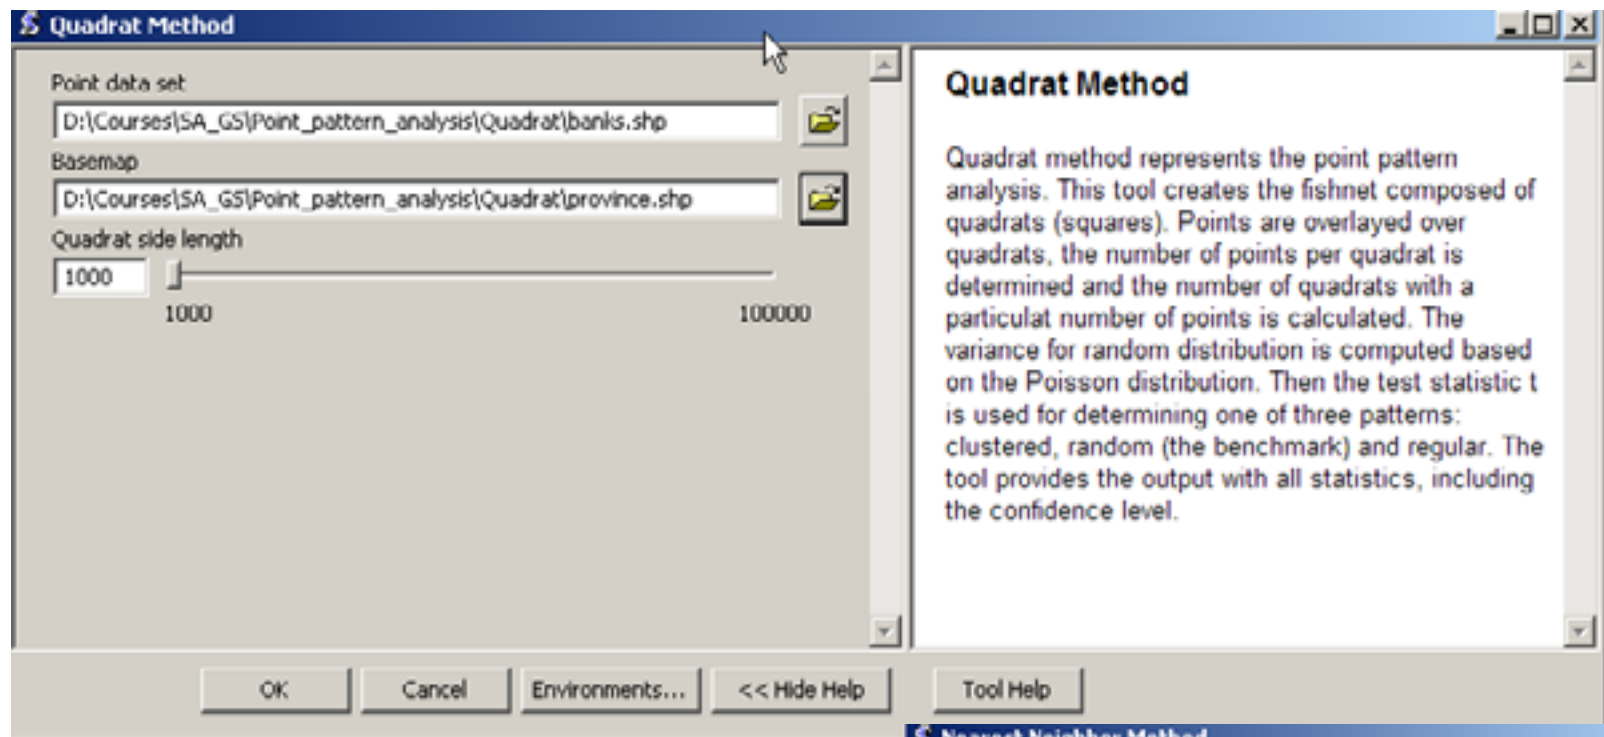 Quadrat Method
Point data set
D:\Courses\SA_GS\Point_pattern_analysis\Quadrat\banks.shp
Basemap
D:\Courses\SA_GS\Point_pattern_analysis\Quadrat\province.shp
Quadrat side length
1000
1000 100000
OK Cancel Environments... << Hide Help Tool Help
Quadrat Method
Quadrat method represents the point pattern
analysis. This tool creates the fishnet composed of
quadrats (squares). Points are overlayed over
quadrats, the number of points per quadrat is
determined and the number of quadrats with a
particulat number of points is calculated. The
variance for random distribution is computed based
on the Poisson distribution. Then the test statistic t
is used for determining one of three patterns:
clustered, random (the benchmark) and regular. The
tool provides the output with all statistics, including
the confidence level.
Nearest Neighbor Method